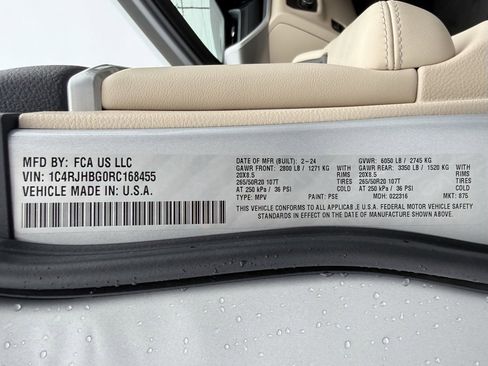 MFD BY: FCA US LLC
VIN: 1C4RJHBG0RC168455
VEHICLE MADE IN: U.S.A.
DATE OF MFR (BUILT): 2-24 GVWR: 6050 LB / 2745 KG
GAWR FRONT: 2800 LB / 1271 KG GAWR REAR: 3350 LB / 1520 KG
20X8.5 RIMS 20X8.5 RIMS
265/50R20 107T TIRES 265/50R20 107T TIRES
AT 250 kPa / 36 PSI COLD AT 250 kPa / 36 PSI COLD
TYPE: MPV PAINT: PSE MDH: 022316 MKT: 875
THIS VEHICLE CONFORMS TO ALL APPLICABLE U.S.A. FEDERAL MOTOR VEHICLE SAFETY
STANDARDS IN EFFECT ON THE DATE OF MANUFACTURE SHOWN ABOVE.